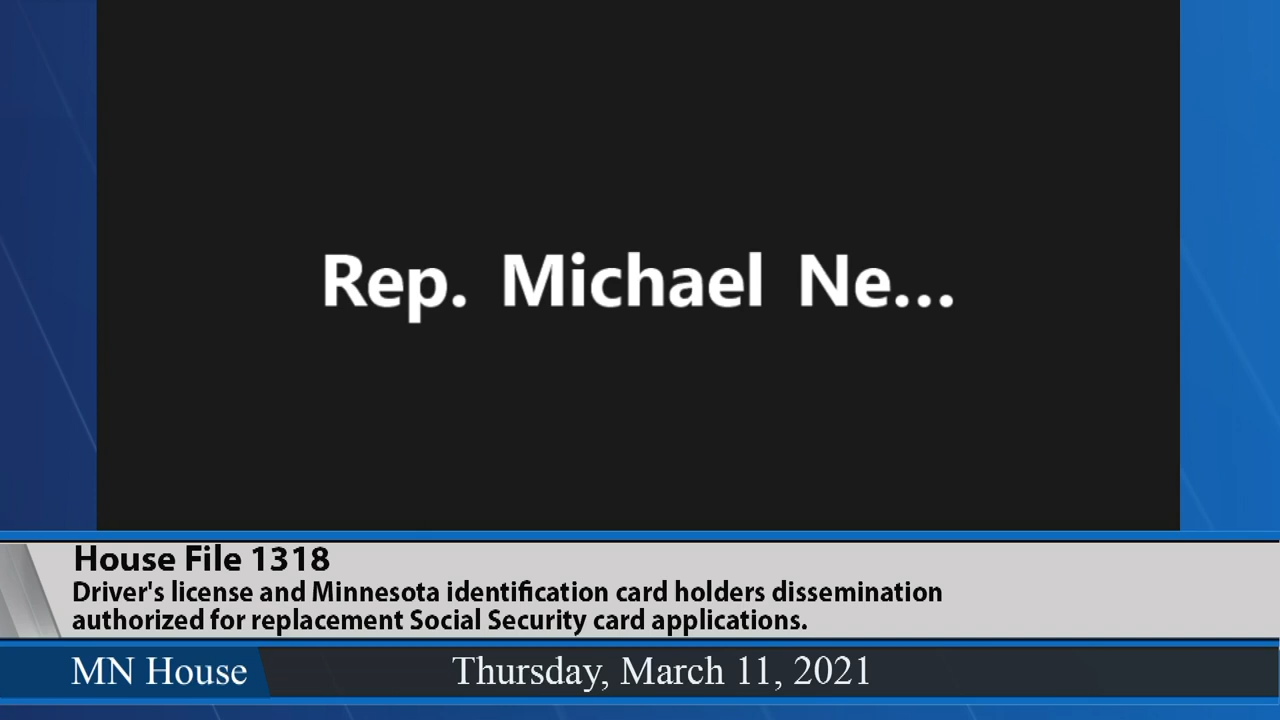 Rep. Michael Ne...
House File 1318
Driver's license and Minnesota identification card holders dissemination
authorized for replacement Social Security card applications.
MN House Thursday, March 11, 2021